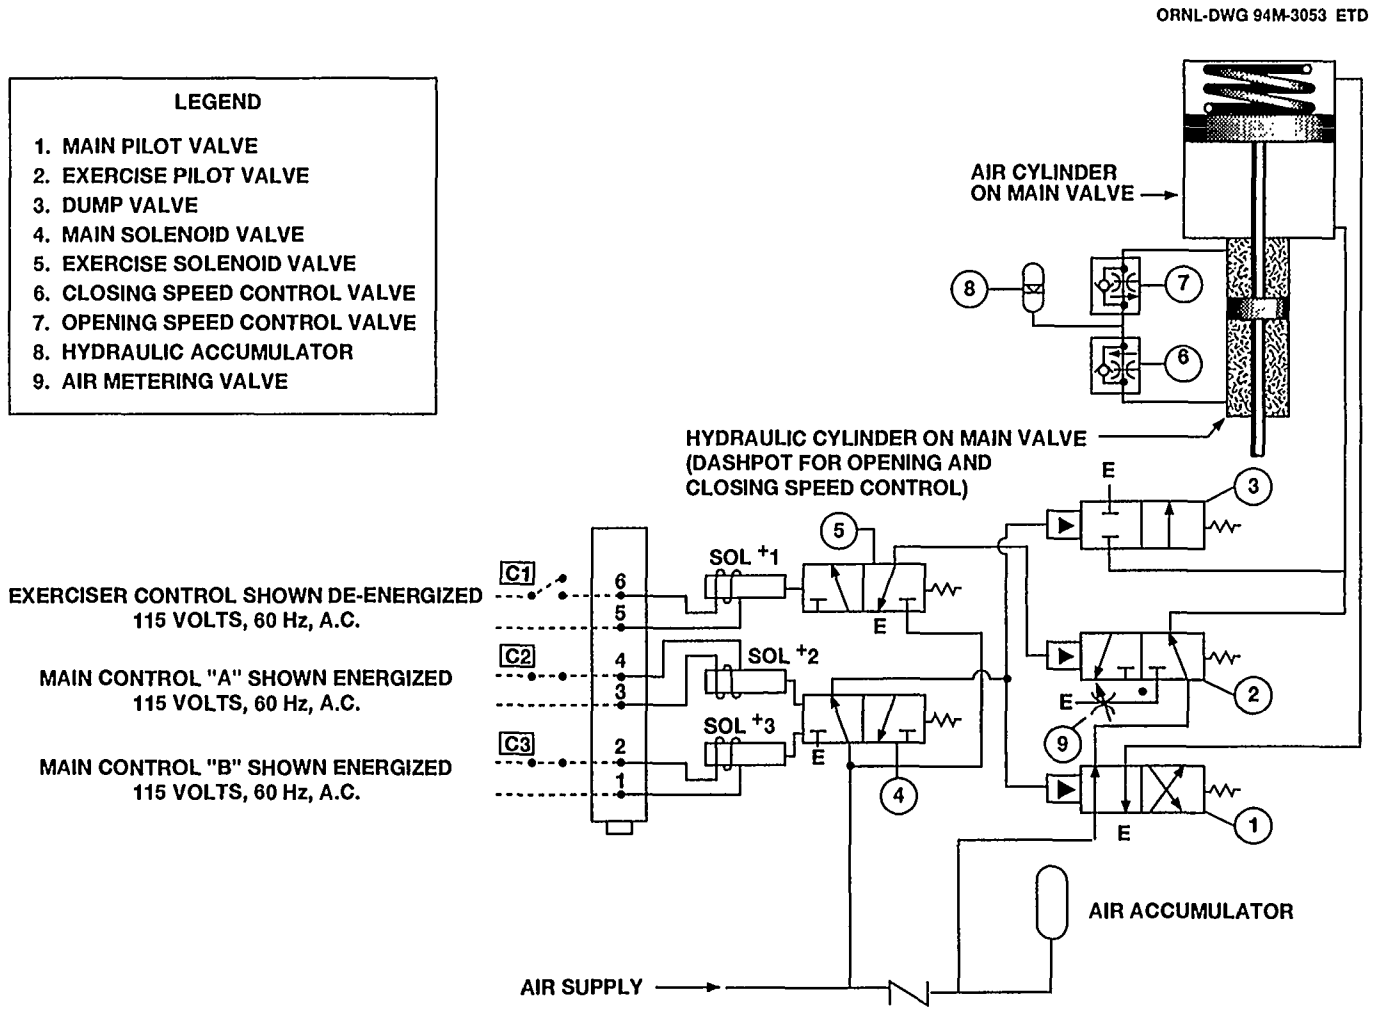 ORNL-DWG 94M-3053 ETD
LEGEND
1. MAIN PILOT VALVE
2. EXERCISE PILOT VALVE
3. DUMP VALVE
4. MAIN SOLENOID VALVE
5. EXERCISE SOLENOID VALVE
6. CLOSING SPEED CONTROL VALVE
7. OPENING SPEED CONTROL VALVE
8. HYDRAULIC ACCUMULATOR
9. AIR METERING VALVE
AIR CYLINDER
ON MAIN VALVE
8
7
6
HYDRAULIC CYLINDER ON MAIN VALVE
(DASHPOT FOR OPENING AND
CLOSING SPEED CONTROL)
E
3
5
SOL +1
C1
6
EXERCISER CONTROL SHOWN DE-ENERGIZED
115 VOLTS, 60 Hz, A.C.
5
E
C2
4
SOL +2
MAIN CONTROL "A" SHOWN ENERGIZED
115 VOLTS, 60 Hz, A.C.
3
E
2
9
SOL +3
C3
2
E
MAIN CONTROL "B" SHOWN ENERGIZED
115 VOLTS, 60 Hz, A.C.
1
4
E
1
AIR ACCUMULATOR
AIR SUPPLY